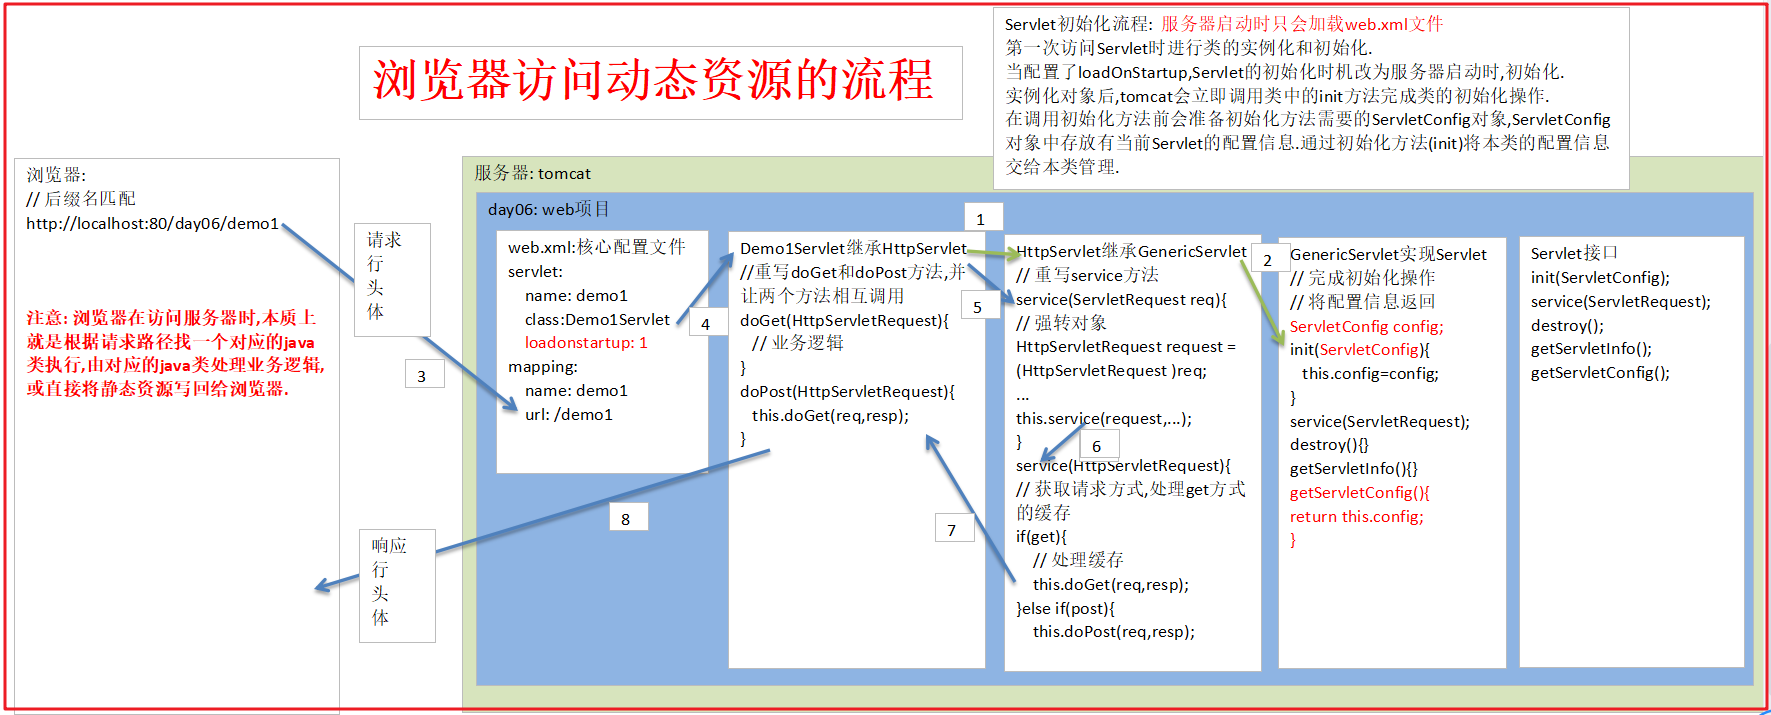 Servlet初始化流程: 服务器启动时只会加载web.xml文件
第一次访问Servlet时进行类的实例化和初始化.
当配置了loadOnStartup,Servlet的初始化时机改为服务器启动时,初始化.
实例化对象后,tomcat会立即调用类中的init方法完成类的初始化操作.
在调用初始化方法前会准备初始化方法需要的ServletConfig对象,ServletConfig
对象中存放有当前Servlet的配置信息.通过初始化方法(init)将本类的配置信息
交给本类管理.
浏览器访问动态资源的流程
浏览器:
// 后缀名匹配
http://localhost:80/day06/demo1
注意: 浏览器在访问服务器时,本质上
就是根据请求路径找一个对应的java
类执行,由对应的java类处理业务逻辑,
或直接将静态资源写回给浏览器.
请求
行
头
体
3
响应
行
头
体
服务器: tomcat
day06: web项目
web.xml:核心配置文件
servlet:
name: demo1
class:Demo1Servlet
loadonstartup: 1
mapping:
name: demo1
url: /demo1
4
8
Demo1Servlet继承HttpServlet
//重写doGet和doPost方法,并
让两个方法相互调用
doGet(HttpServletRequest){
// 业务逻辑
}
doPost(HttpServletRequest){
this.doGet(req,resp);
}
1
5
7
HttpServlet继承GenericServlet
// 重写service方法
service(ServletRequest req){
// 强转对象
HttpServletRequest request =
(HttpServletRequest )req;
...
this.service(request,...);
}
6
service(HttpServletRequest){
// 获取请求方式,处理get方式
的缓存
if(get){
// 处理缓存
this.doGet(req,resp);
}else if(post){
this.doPost(req,resp);
2
GenericServlet实现Servlet
// 完成初始化操作
// 将配置信息返回
ServletConfig config;
init(ServletConfig){
this.config=config;
}
service(ServletRequest);
destroy(){}
getServletInfo(){}
getServletConfig(){
return this.config;
}
Servlet接口
init(ServletConfig);
service(ServletRequest);
destroy();
getServletInfo();
getServletConfig();